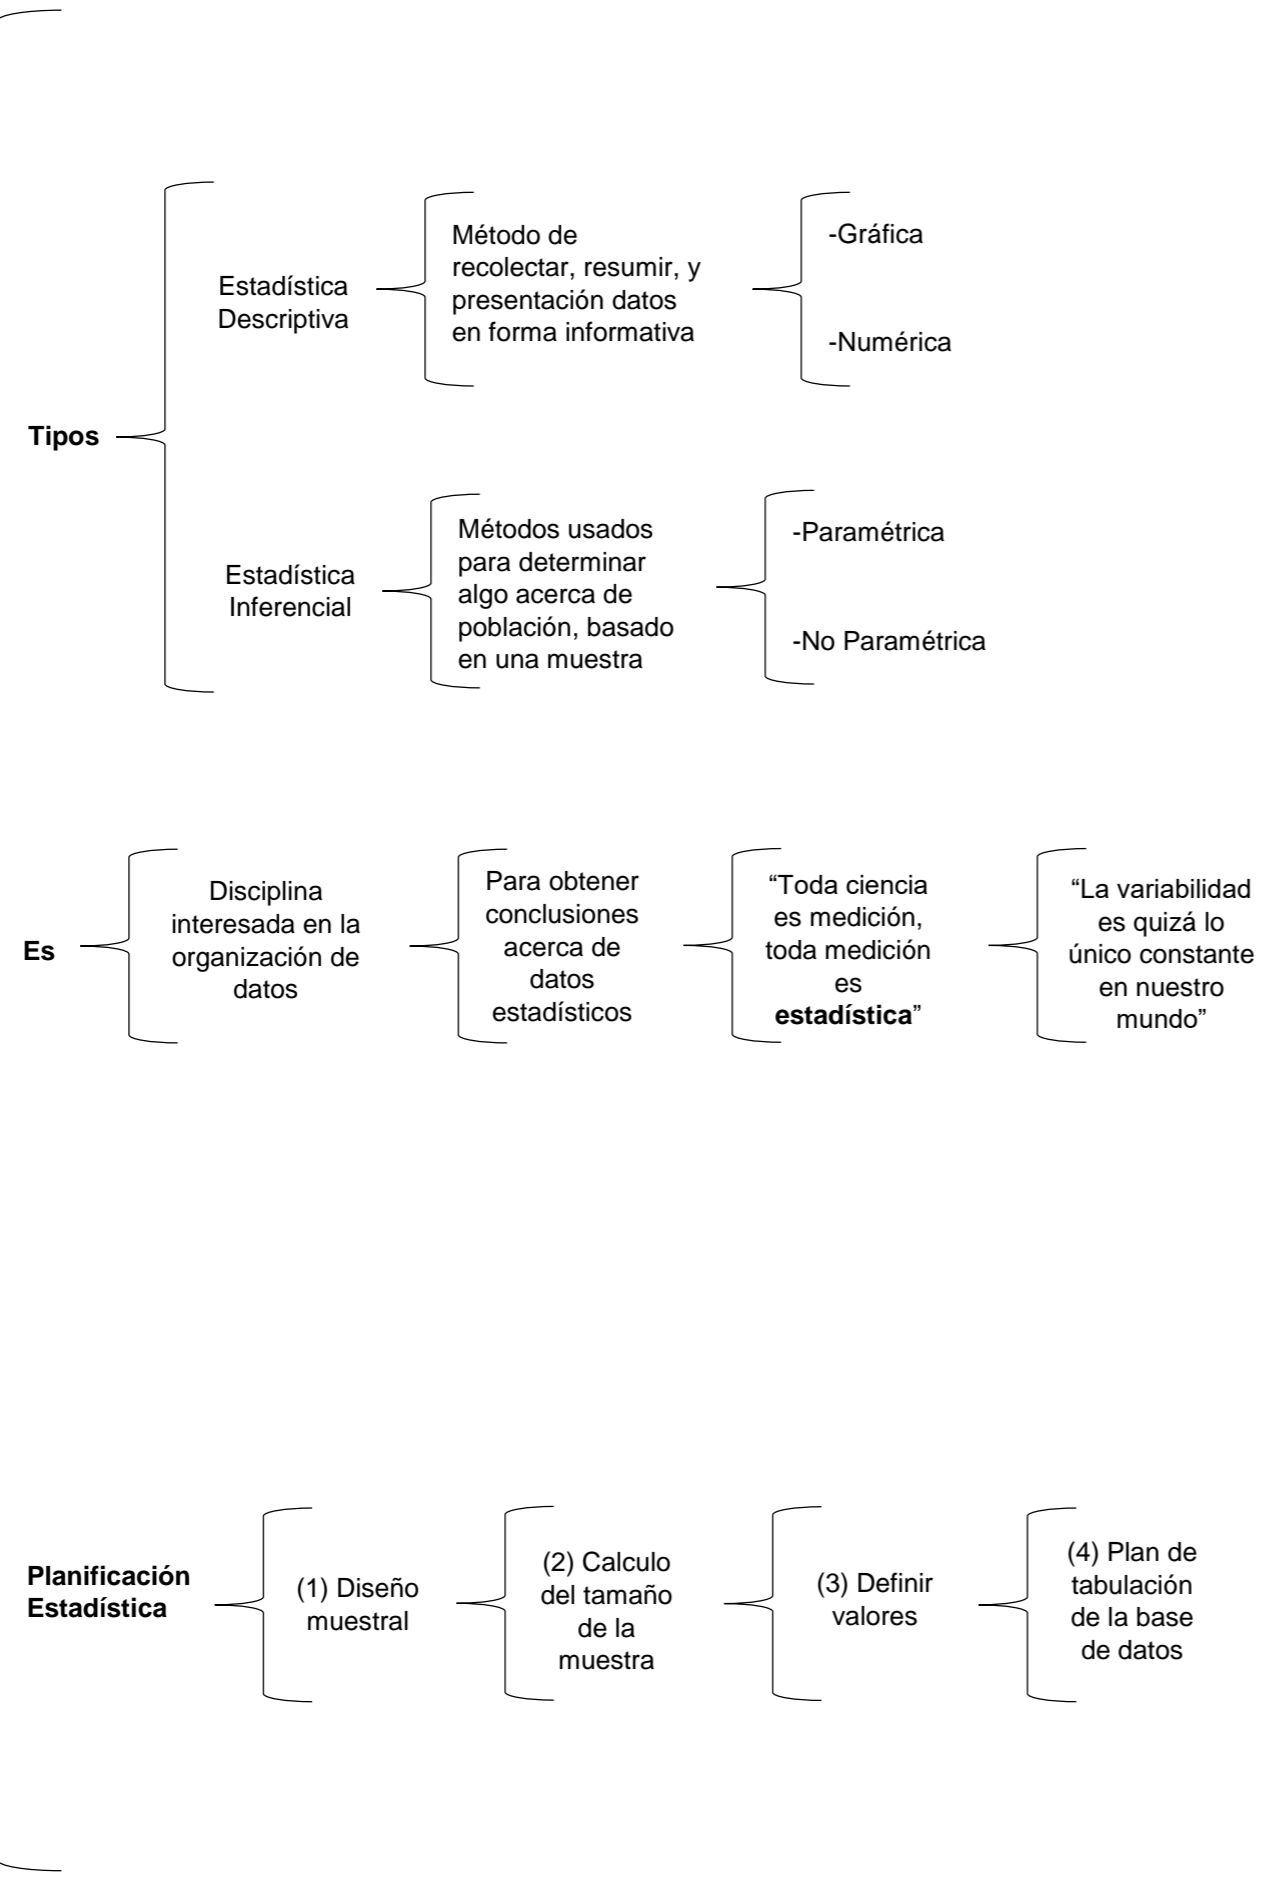 Tipos
Estadística
Descriptiva
Método de
recolectar, resumir, y
presentación datos
en forma informativa
-Gráfica
-Numérica
Estadística
Inferencial
Métodos usados
para determinar
algo acerca de
población, basado
en una muestra
-Paramétrica
-No Paramétrica
Es
Disciplina
interesada en la
organización de
datos
Para obtener
conclusiones
acerca de
datos
estadísticos
“Toda ciencia
es medición,
toda medición
es
estadística”
“La variabilidad
es quizá lo
único constante
en nuestro
mundo”
Planificación
Estadística
(1) Diseño
muestral
(2) Calculo
del tamaño
de la
muestra
(3) Definir
valores
(4) Plan de
tabulación
de la base
de datos